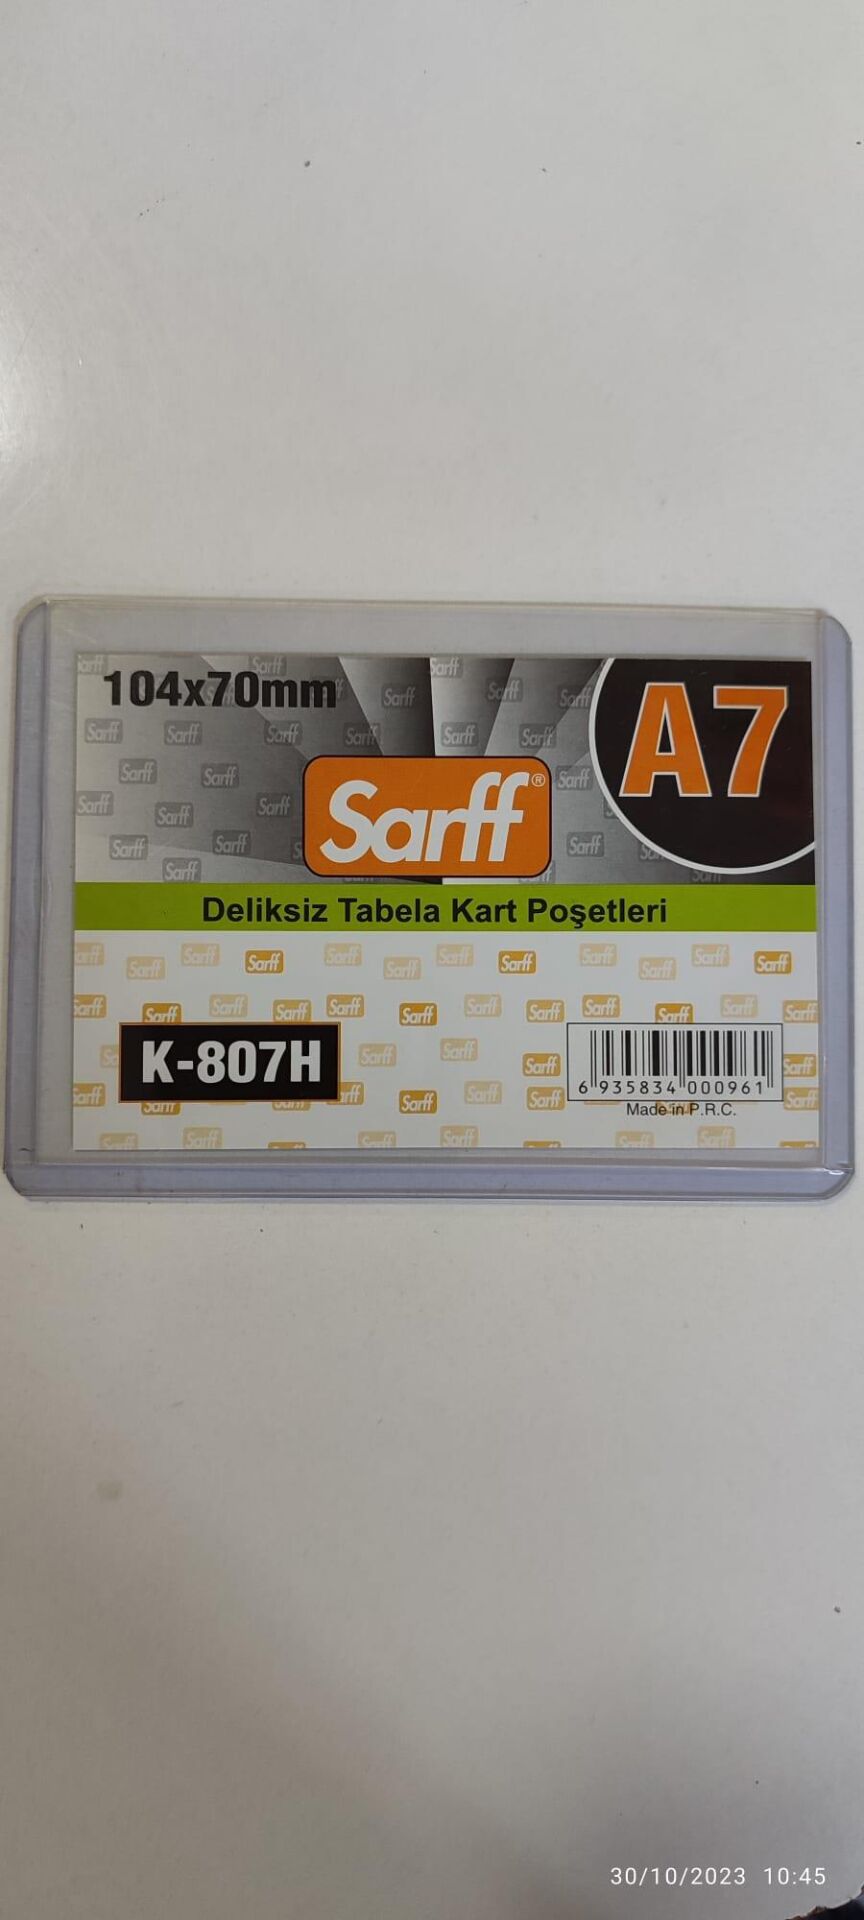 104x70mm
A7
Sarff®
Deliksiz Tabela Kart Poşetleri
K-807H
6 935834 000961
Made in P.R.C.
30/10/2023 10:45